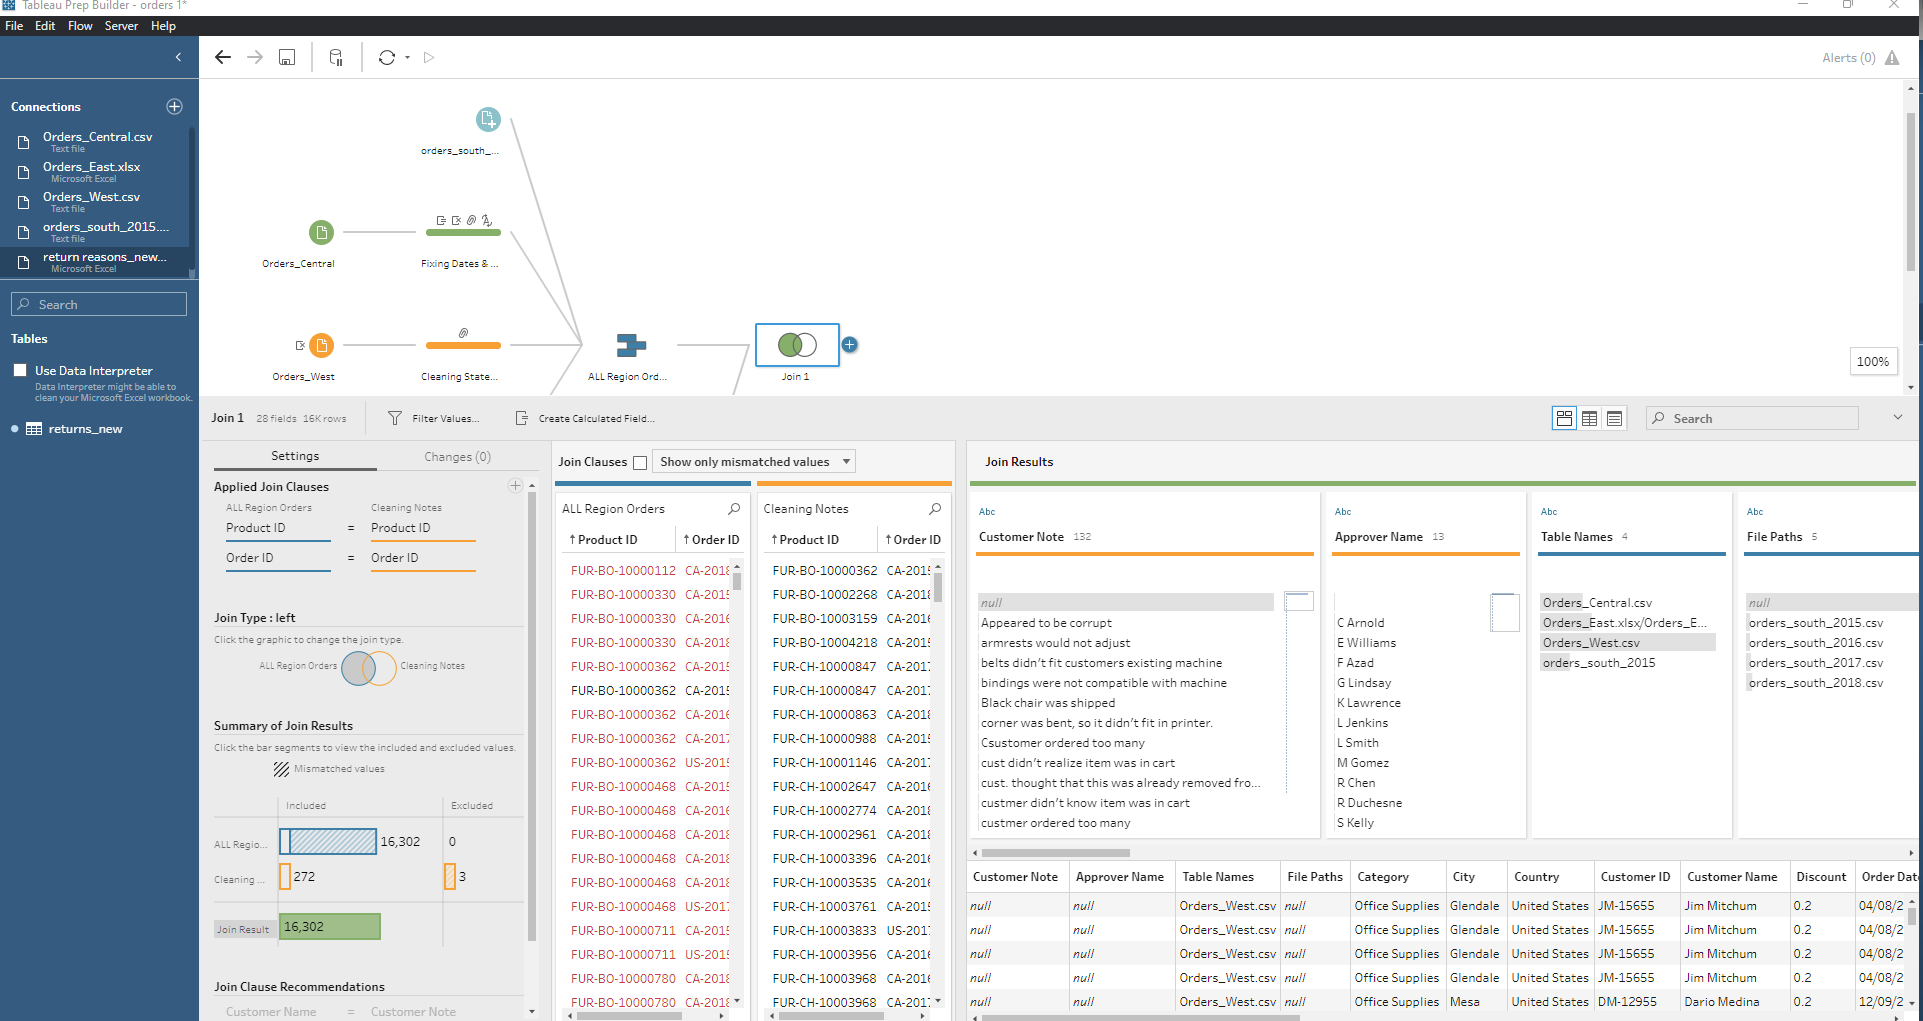 Tableau Prep Builder - orders 1*
File Edit Flow Server Help
Alerts (0)
Connections
Orders_Central.csv
Text file
Orders_East.xlsx
Microsoft Excel
Orders_West.csv
Text file
orders_south_2015....
Text file
return reasons_new...
Microsoft Excel
Search
Tables
Use Data Interpreter
Data Interpreter might be able to
clean your Microsoft Excel workbook.
returns_new
orders_south_...
Orders_Central
Fixing Dates & ...
Orders_West
Cleaning State...
ALL Region Ord...
Join 1
100%
Join 1 28 fields 16K rows
Filter Values...
Create Calculated Field...
Search
Settings
Changes (0)
Applied Join Clauses
ALL Region Orders Cleaning Notes
Product ID = Product ID
Order ID = Order ID
Join Type : left
Click the graphic to change the join type.
ALL Region Orders Cleaning Notes
Summary of Join Results
Click the bar segments to view the included and excluded values.
Mismatched values
Included Excluded
ALL Regio... 16,302 0
Cleaning ... 272 3
Join Result 16,302
Join Clause Recommendations
Customer Name = Customer Note
Join Clauses Show only mismatched values
ALL Region Orders
Product ID Order ID
FUR-BO-10000112 CA-2018
FUR-BO-10000330 CA-2015
FUR-BO-10000330 CA-2016
FUR-BO-10000330 CA-2018
FUR-BO-10000362 CA-2015
FUR-BO-10000362 CA-2015
FUR-BO-10000362 CA-2016
FUR-BO-10000362 CA-2017
FUR-BO-10000362 US-2015
FUR-BO-10000468 CA-2015
FUR-BO-10000468 CA-2016
FUR-BO-10000468 CA-2018
FUR-BO-10000468 CA-2018
FUR-BO-10000468 CA-2018
FUR-BO-10000468 US-2017
FUR-BO-10000711 CA-2015
FUR-BO-10000711 US-2015
FUR-BO-10000780 CA-2018
FUR-BO-10000780 CA-2018
Cleaning Notes
Product ID Order ID
FUR-BO-10000362 CA-2015
FUR-BO-10002268 CA-2018
FUR-BO-10003159 CA-2016
FUR-BO-10004218 CA-2015
FUR-CH-10000847 CA-2017
FUR-CH-10000847 CA-2017
FUR-CH-10000863 CA-2018
FUR-CH-10000988 CA-2015
FUR-CH-10001146 CA-2017
FUR-CH-10002647 CA-2016
FUR-CH-10002774 CA-2018
FUR-CH-10002961 CA-2018
FUR-CH-10003396 CA-2016
FUR-CH-10003535 CA-2016
FUR-CH-10003761 CA-2015
FUR-CH-10003833 US-2017
FUR-CH-10003956 CA-2016
FUR-CH-10003968 CA-2016
FUR-CH-10003968 CA-2017
Join Results
Abc
Customer Note 132
null
Appeared to be corrupt
armrests would not adjust
belts didn't fit customers existing machine
bindings were not compatible with machine
Black chair was shipped
corner was bent, so it didn't fit in printer.
Csustomer ordered too many
cust didn't realize item was in cart
cust. thought that this was already removed fro...
custmer didn't know item was in cart
custmer ordered too many
Abc
Approver Name 13
C Arnold
E Williams
F Azad
G Lindsay
K Lawrence
L Jenkins
L Smith
M Gomez
R Chen
R Duchesne
S Kelly
Abc
Table Names 4
Orders_Central.csv
Orders_East.xlsx/Orders_E...
Orders_West.csv
orders_south_2015
Abc
File Paths 5
null
orders_south_2015.csv
orders_south_2016.csv
orders_south_2017.csv
orders_south_2018.csv
Customer Note Approver Name Table Names File Paths Category City Country Customer ID Customer Name Discount Order Date
null null Orders_West.csv null Office Supplies Glendale United States JM-15655 Jim Mitchum 0.2 04/08/2
null null Orders_West.csv null Office Supplies Glendale United States JM-15655 Jim Mitchum 0.2 04/08/2
null null Orders_West.csv null Office Supplies Glendale United States JM-15655 Jim Mitchum 0.2 04/08/2
null null Orders_West.csv null Office Supplies Glendale United States JM-15655 Jim Mitchum 0.2 04/08/2
null null Orders_West.csv null Office Supplies Mesa United States DM-12955 Dario Medina 0.2 12/09/2